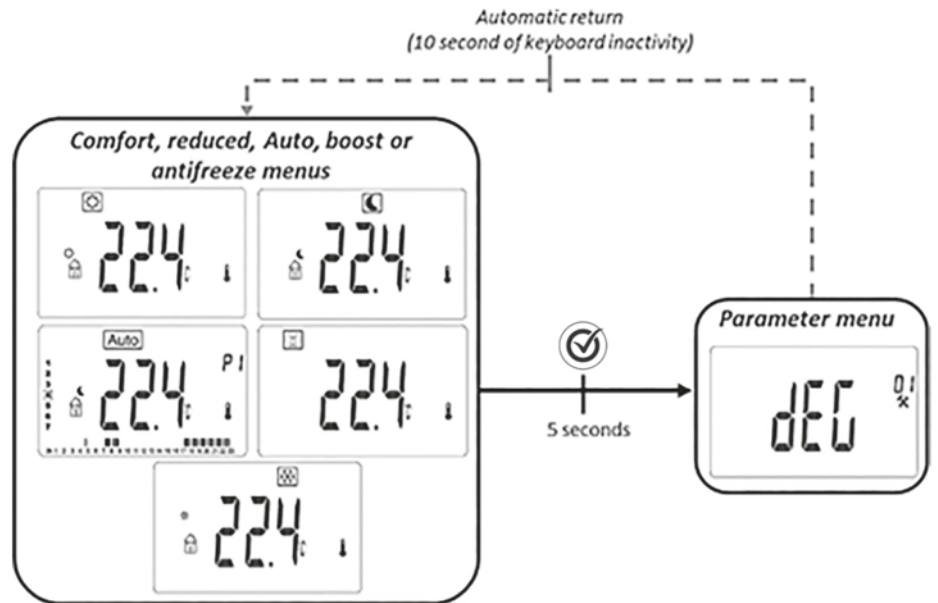 Automatic return
(10 second of keyboard inactivity)
Comfort, reduced, Auto, boost or
antifreeze menus
22.4
22.4
Auto
P1
22.4
22.4
22.4
5 seconds
Parameter menu
dEG
01